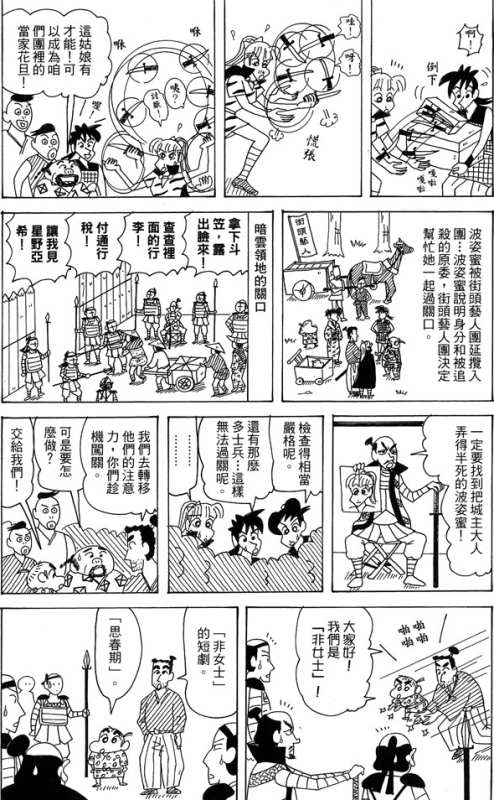 啊!
倒下
嘎啦
嘎啦
哇!
呀!
慌張
咻
咻
咦?
喔!
這姑娘有
才能!可
以成為咱
們團裡的
當家花旦!
波姿蜜被街頭藝人團延攬入
團…波姿蜜說明身分和被追
殺的原委,街頭藝人團決定
幫忙她一起過關口。
街頭藝
暗雲領地的關口
拿下斗
笠,露
出臉來!
查查裡
面的行
李!
付通行
稅!
讓我見
星野亞
希!
一定要找到把城主大人
弄得半死的波姿蜜!
檢查得相當
嚴格呢。
還有那麼
多士兵…這樣
無法過關呢。
………
我們去轉移
他們的注意
力,你們趁
機闖關。
可是要怎
麼做?
交給我們!
啪
啪
啪
大家好!
我們是
「非女士」!
「非女士」
的短劇。
「思春期」。